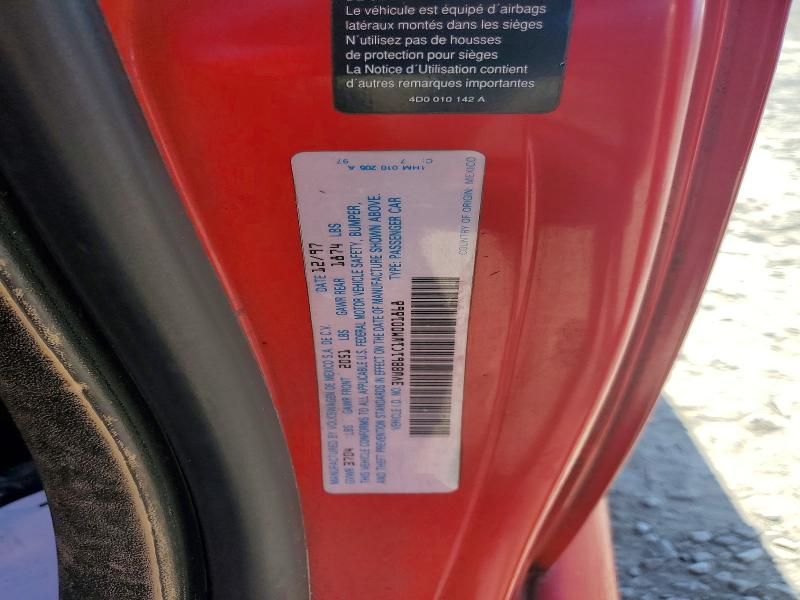 Le véhicule est équipé d'airbags
latéraux montés dans les sièges
N'utilisez pas de housses
de protection pour sièges
La Notice d'Utilisation contient
d'autres remarques importantes
4D0 010 142 A
MANUFACTURED BY VOLKSWAGEN DE MEXICO S.A. DE C.V. DATE 12/97
GVWR 3704 LBS GAWR FRONT 2051 LBS GAWR REAR 1874 LBS
THIS VEHICLE CONFORMS TO ALL APPLICABLE U.S. FEDERAL MOTOR VEHICLE SAFETY, BUMPER,
AND THEFT PREVENTION STANDARDS IN EFFECT ON THE DATE OF MANUFACTURE SHOWN ABOVE.
VEHICLE I.D. NO 3VWBB61C1WM001868 TYPE: PASSENGER CAR
COUNTRY OF ORIGIN: MEXICO
1HM 010 205 A 97
C: 7